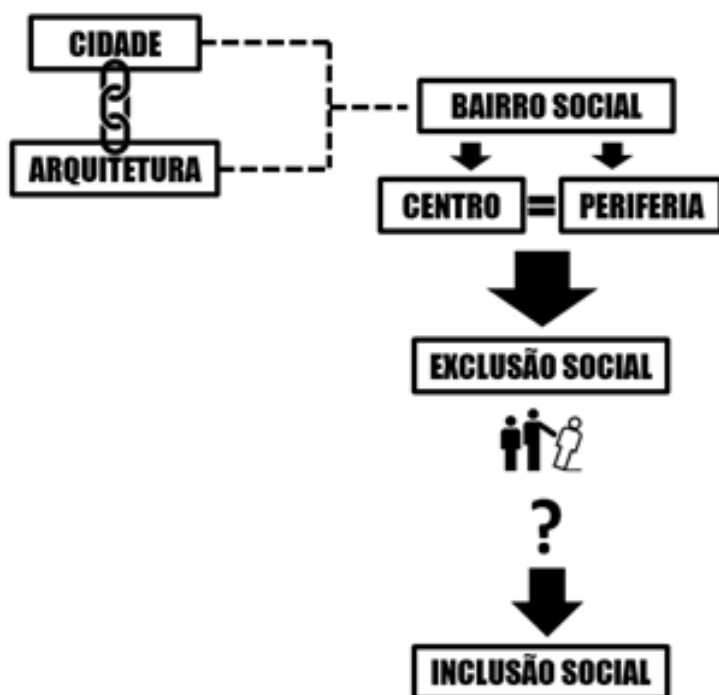 CIDADE
ARQUITETURA
BAIRRO SOCIAL
CENTRO = PERIFERIA
EXCLUSÃO SOCIAL
?
INCLUSÃO SOCIAL